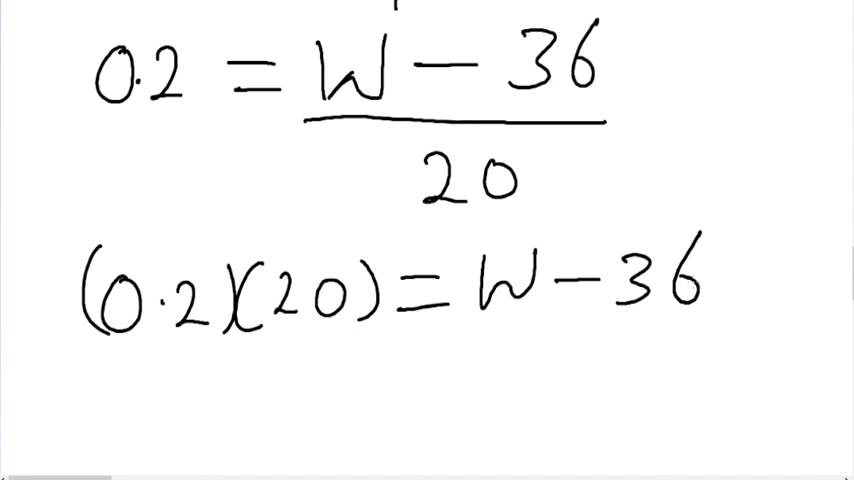 0.2 = W - 36
20
(0.2)(20) = W - 36